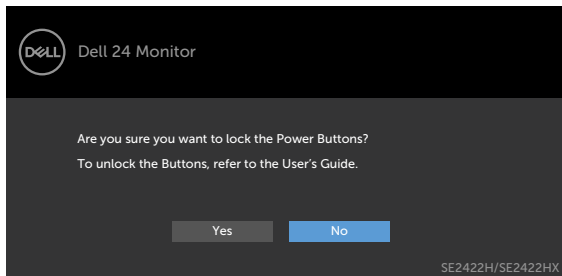 DELL
Dell 24 Monitor
Are you sure you want to lock the Power Buttons?
To unlock the Buttons, refer to the User’s Guide.
Yes No
SE2422H/SE2422HX